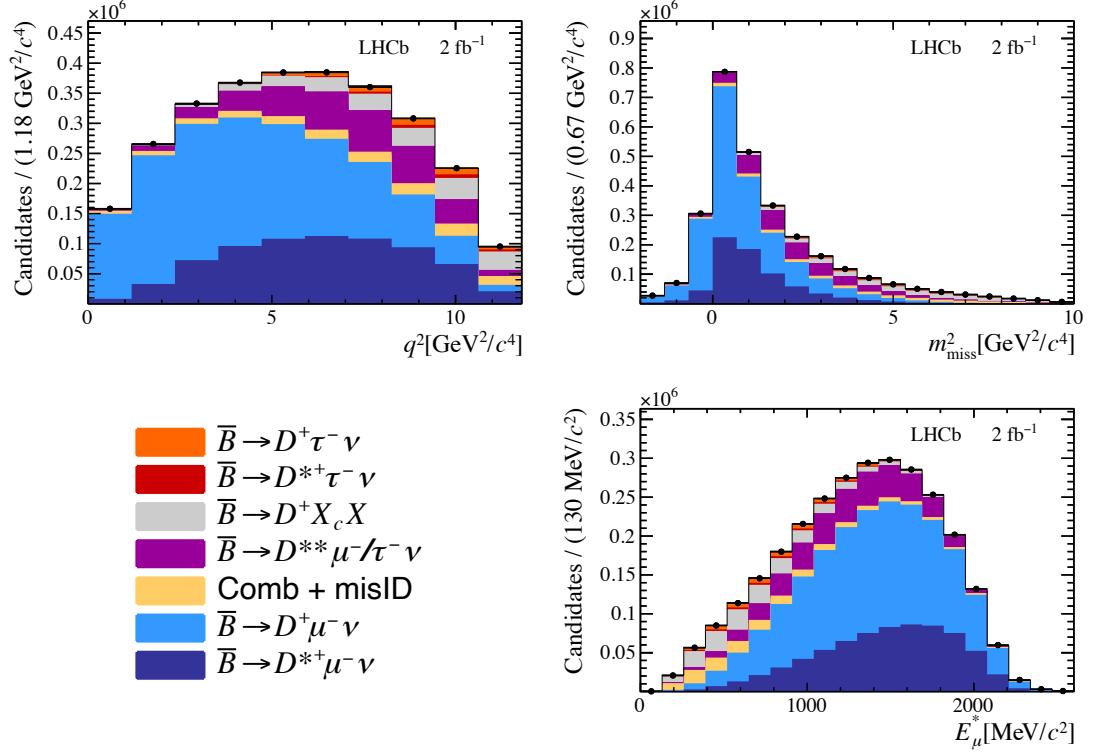 ×10⁶
LHCb 2 fb⁻¹
Candidates / (1.18 GeV²/c⁴)
0.45
0.4
0.35
0.3
0.25
0.2
0.15
0.1
0.05
0 5 10
q²[GeV²/c⁴]
×10⁶
LHCb 2 fb⁻¹
Candidates / (0.67 GeV²/c⁴)
0.9
0.8
0.7
0.6
0.5
0.4
0.3
0.2
0.1
0 5 10
m²miss[GeV²/c⁴]
B̅→D⁺τ⁻ν
B̅→D*⁺τ⁻ν
B̅→D⁺X_cX
B̅→D**μ⁻/τ⁻ν
Comb + misID
B̅→D⁺μ⁻ν
B̅→D*⁺μ⁻ν
×10⁶
LHCb 2 fb⁻¹
Candidates / (130 MeV/c²)
0.35
0.3
0.25
0.2
0.15
0.1
0.05
0
0 1000 2000
E*_μ[MeV/c²]